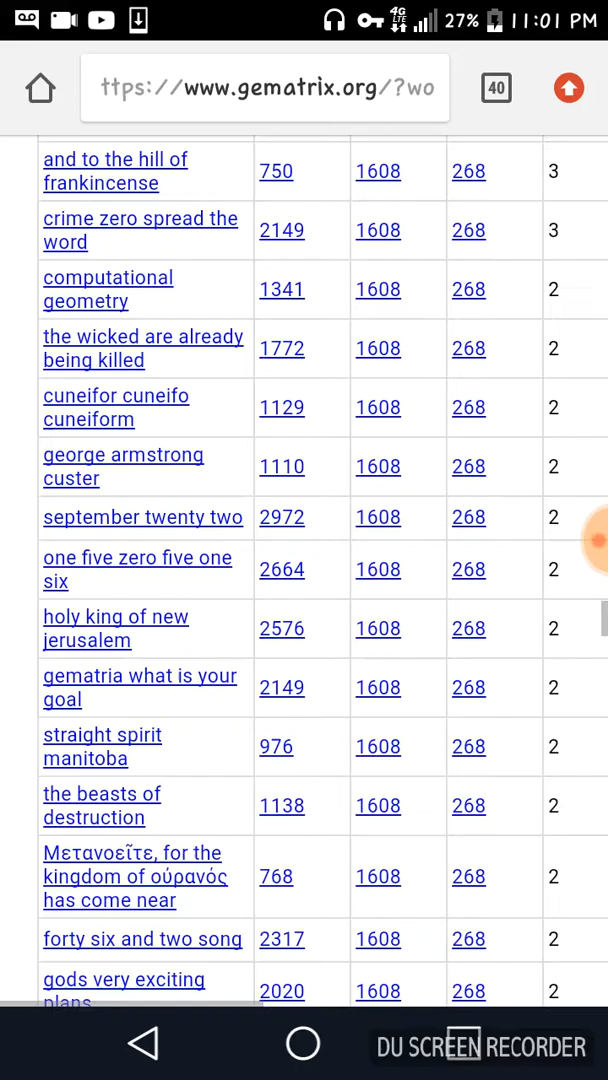 4G
LTE
27%
11:01 PM
ttps://www.gematrix.org/?wo
40
and to the hill of
frankincense
750
1608
268
3
crime zero spread the
word
2149
1608
268
3
computational
geometry
1341
1608
268
2
the wicked are already
being killed
1772
1608
268
2
cuneifor cuneifo
cuneiform
1129
1608
268
2
george armstrong
custer
1110
1608
268
2
september twenty two
2972
1608
268
2
one five zero five one
six
2664
1608
268
2
holy king of new
jerusalem
2576
1608
268
2
gematria what is your
goal
2149
1608
268
2
straight spirit
manitoba
976
1608
268
2
the beasts of
destruction
1138
1608
268
2
Μετανοεῖτε, for the
kingdom of οὐρανός
has come near
768
1608
268
2
forty six and two song
2317
1608
268
2
gods very exciting
plans
2020
1608
268
2
DU SCREEN RECORDER